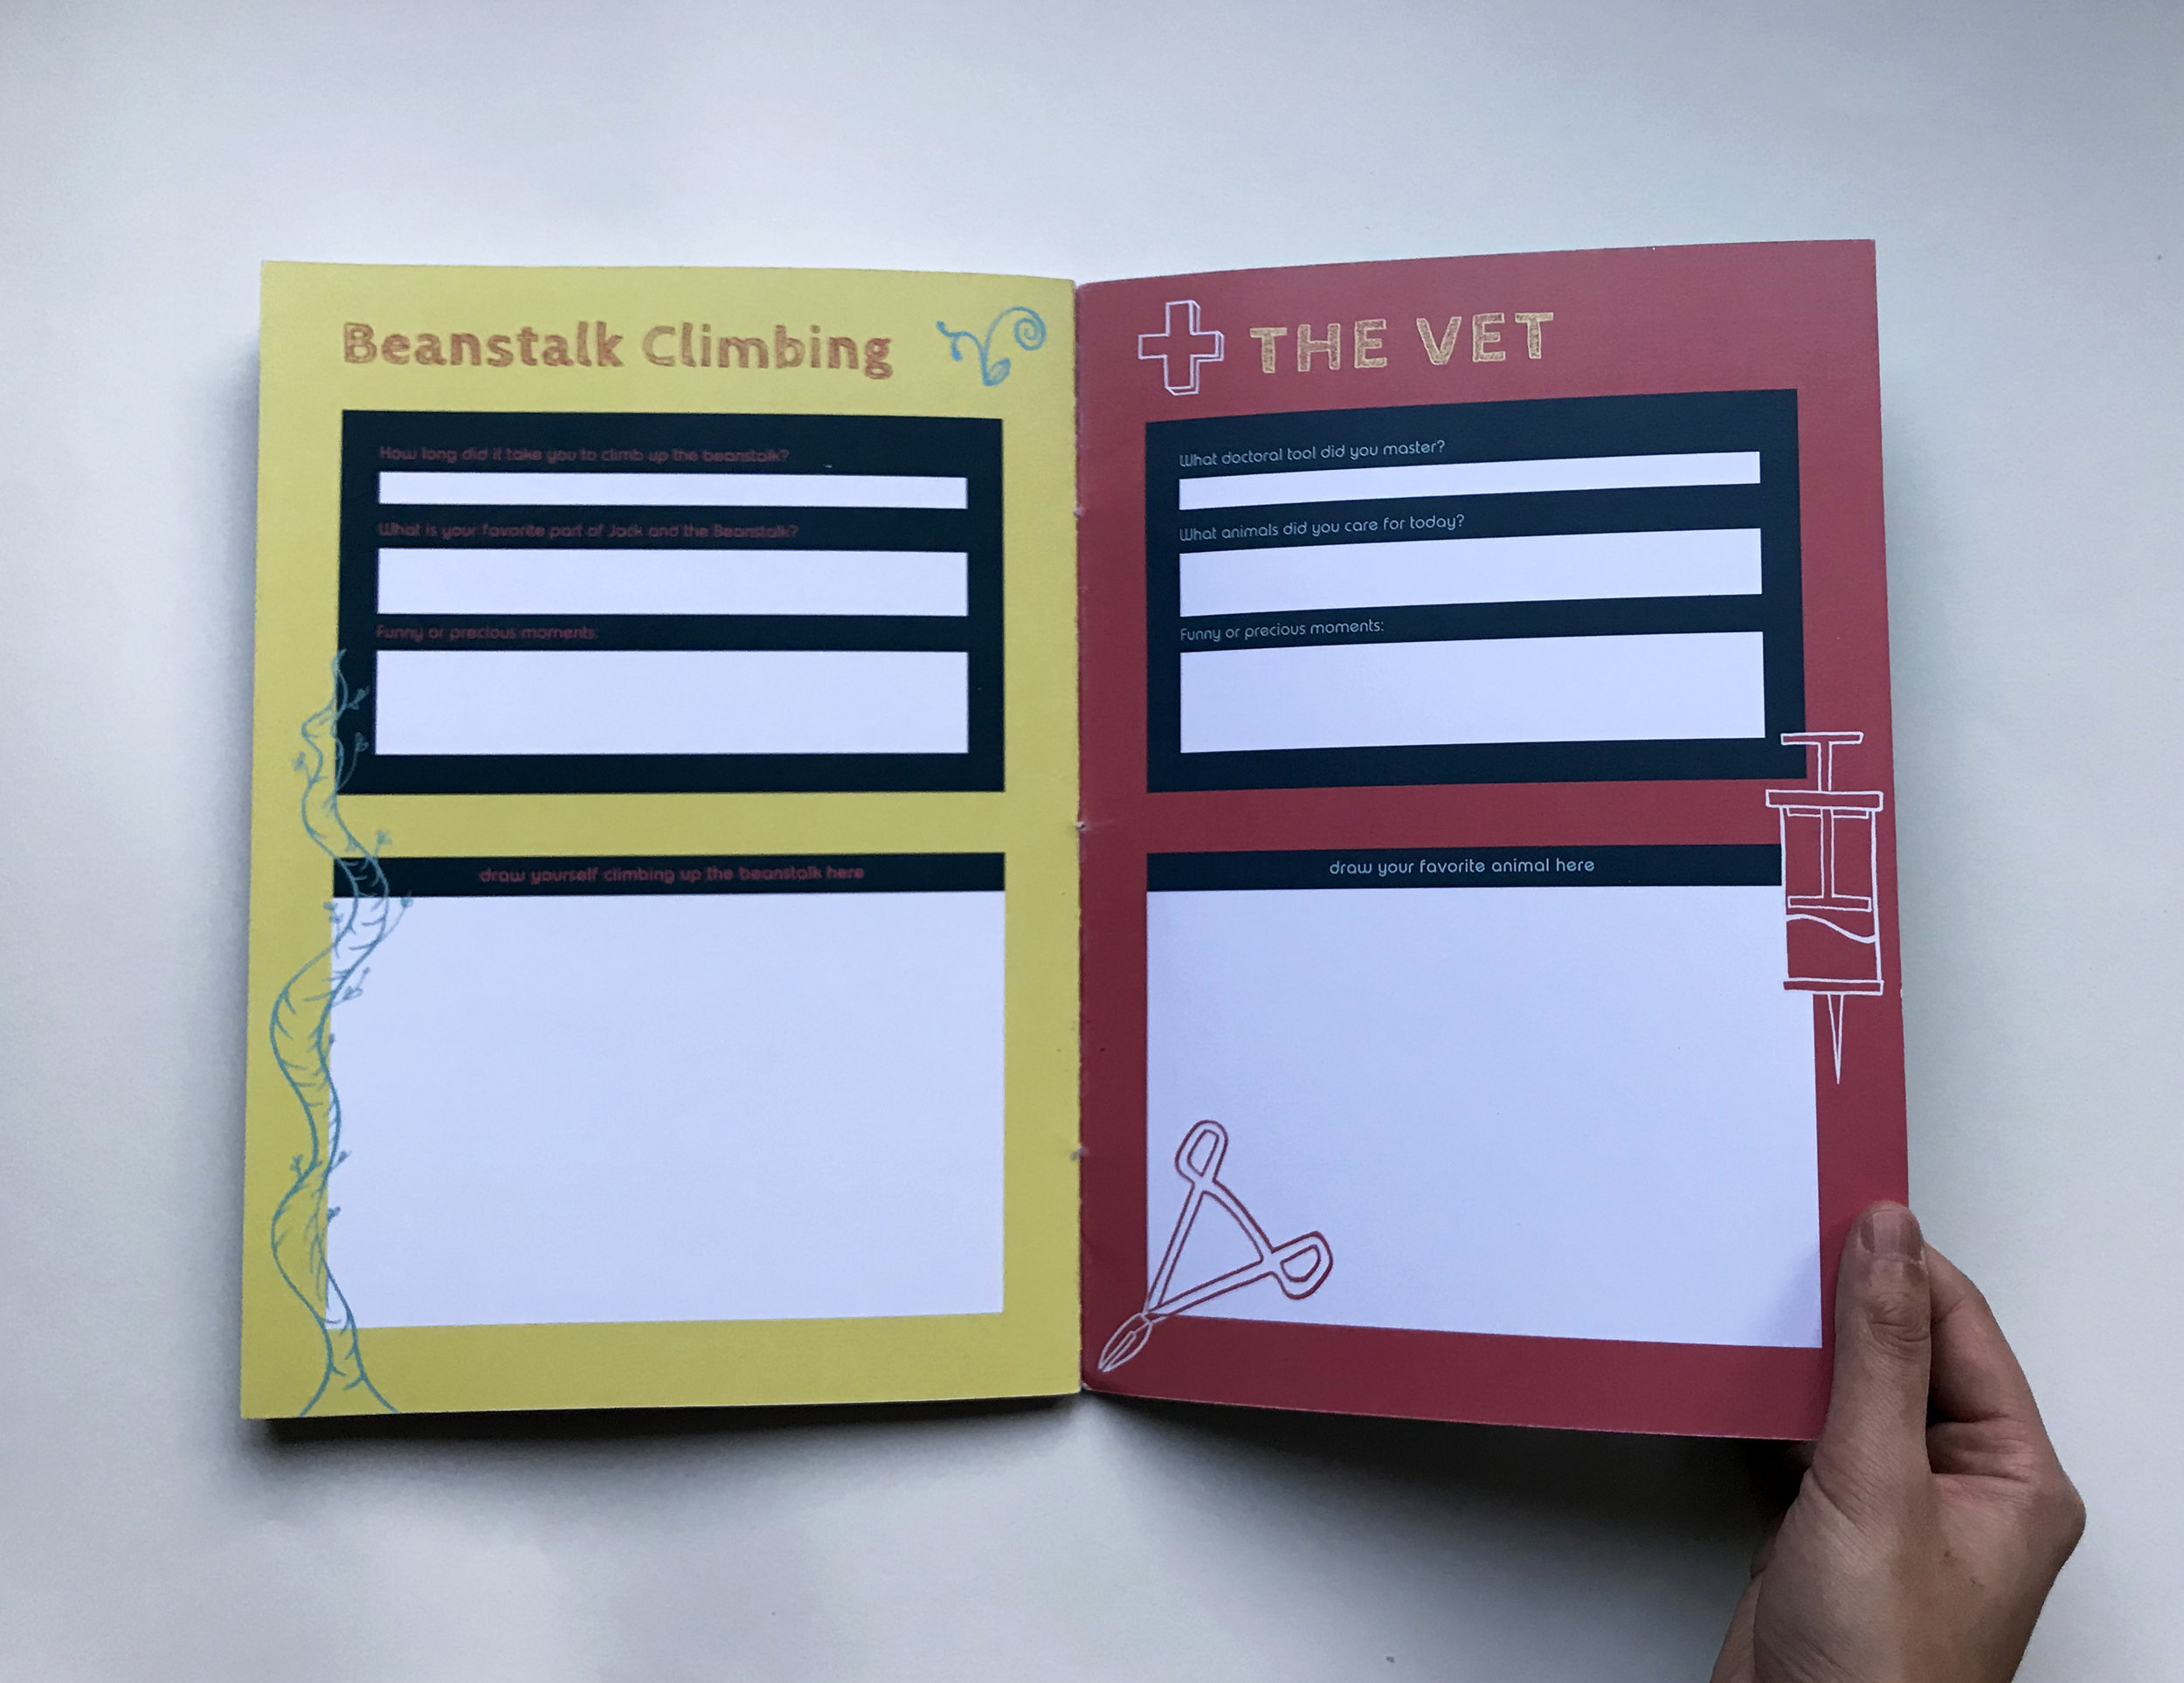 Beanstalk Climbing
How long did it take you to climb up the beanstalk?
What is your favorite part of Jack and the Beanstalk?
Funny or precious moments:
draw yourself climbing up the beanstalk here
THE VET
What doctoral tool did you master?
What animals did you care for today?
Funny or precious moments:
draw your favorite animal here